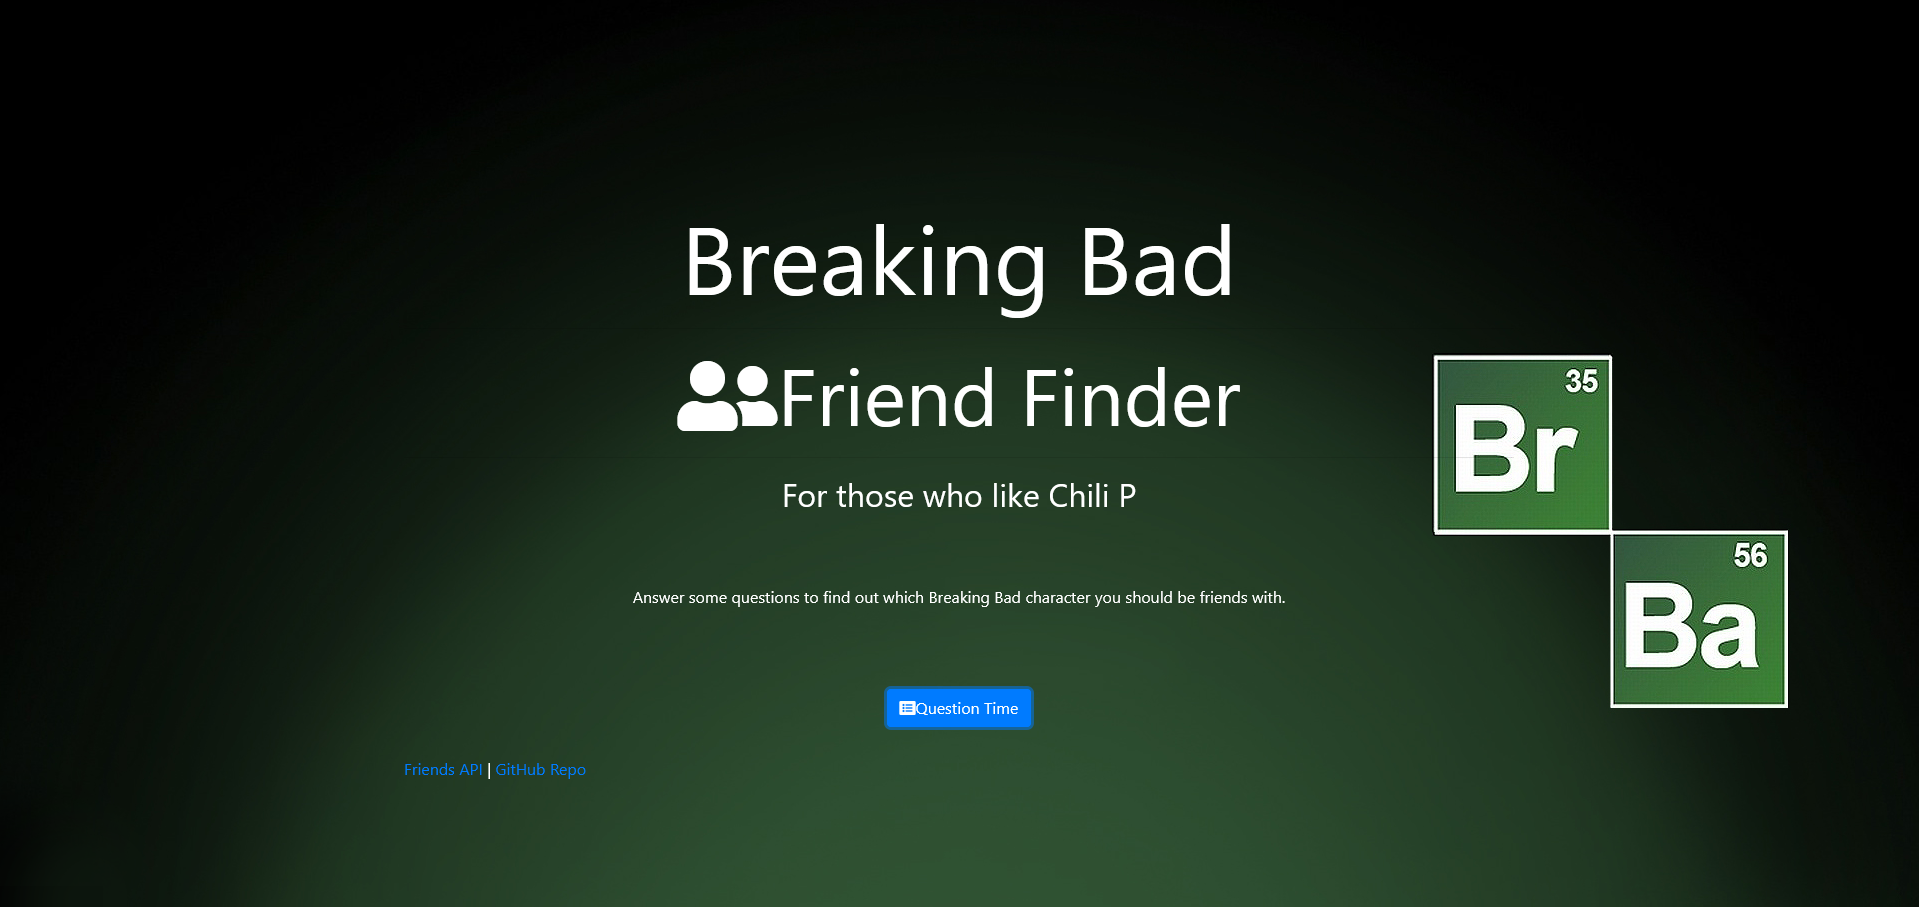 Breaking Bad
Friend Finder
For those who like Chili P
35
Br
56
Ba
Answer some questions to find out which Breaking Bad character you should be friends with.
Question Time
Friends API | GitHub Repo